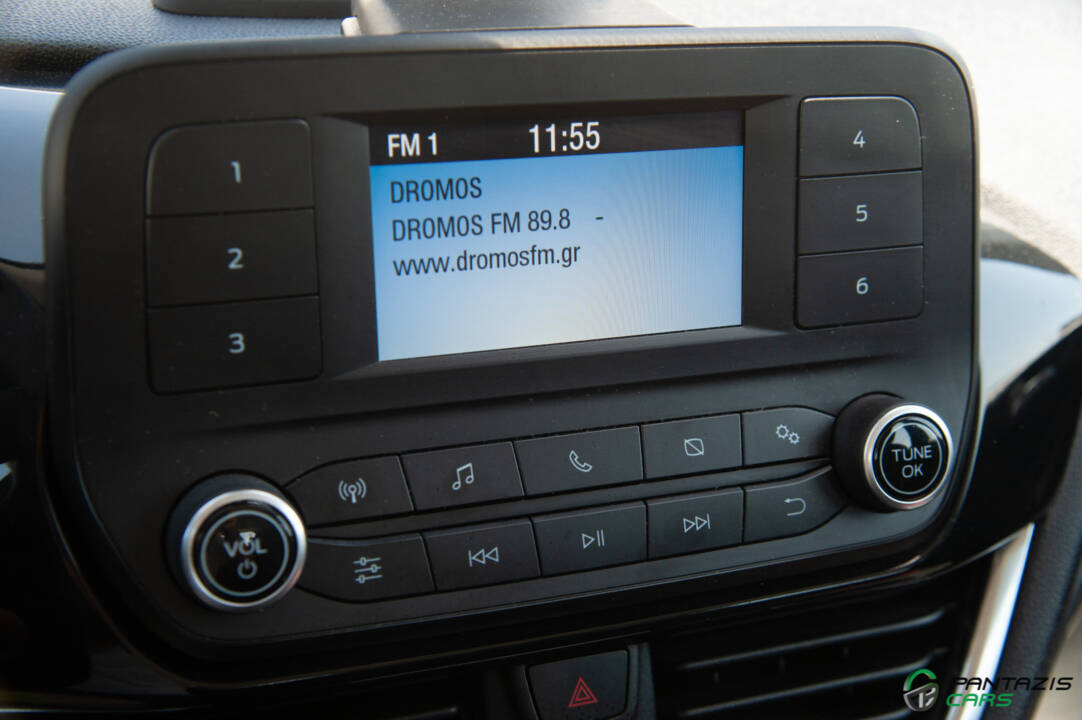 FM 1 11:55
DROMOS
DROMOS FM 89.8 -
www.dromosfm.gr
1
2
3
4
5
6
VOL
TUNE
OK
PANTAZIS
CARS